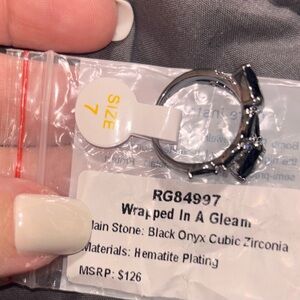 SIZE
7
RG84997
Wrapped In A Gleam
Main Stone: Black Onyx Cubic Zirconia
Materials: Hematite Plating
MSRP: $126